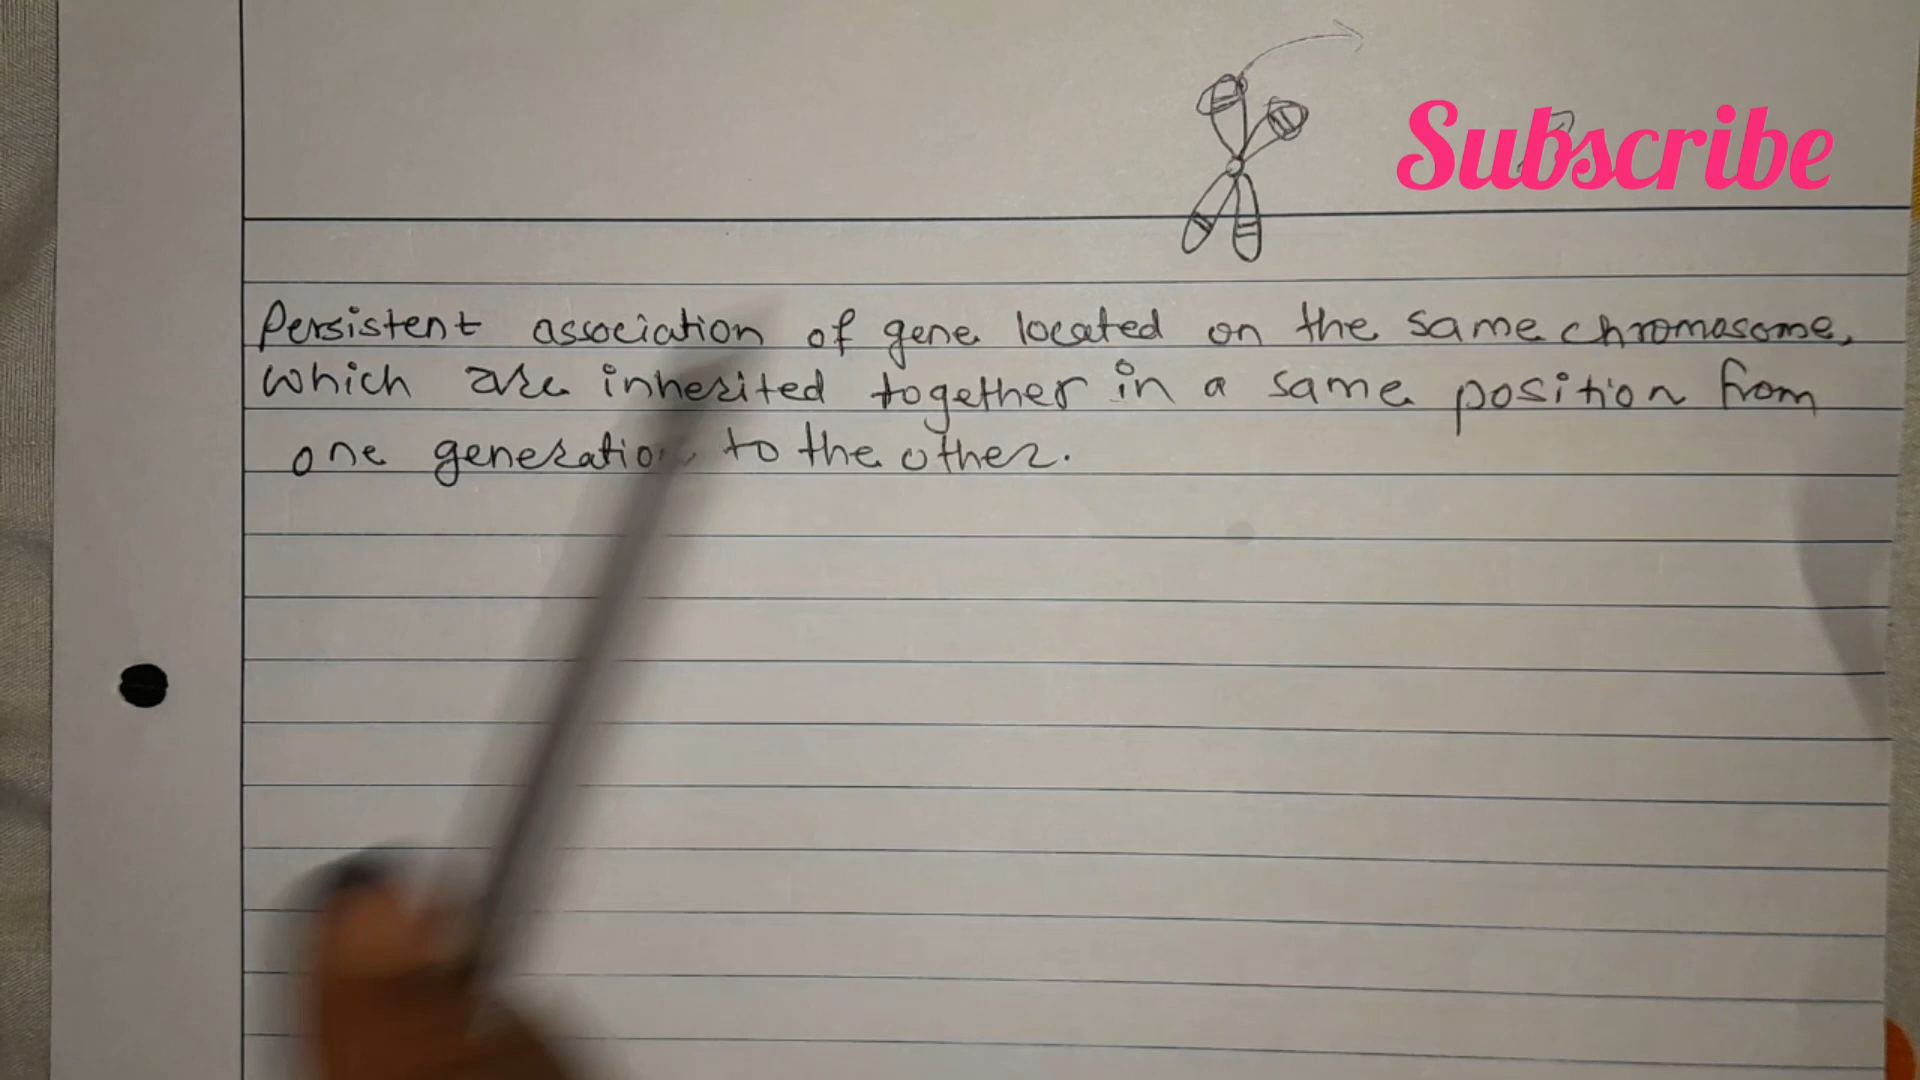 Subscribe
Persistent association of gene located on the same chromosome,
which are inherited together in a same position from
one generation to the other.